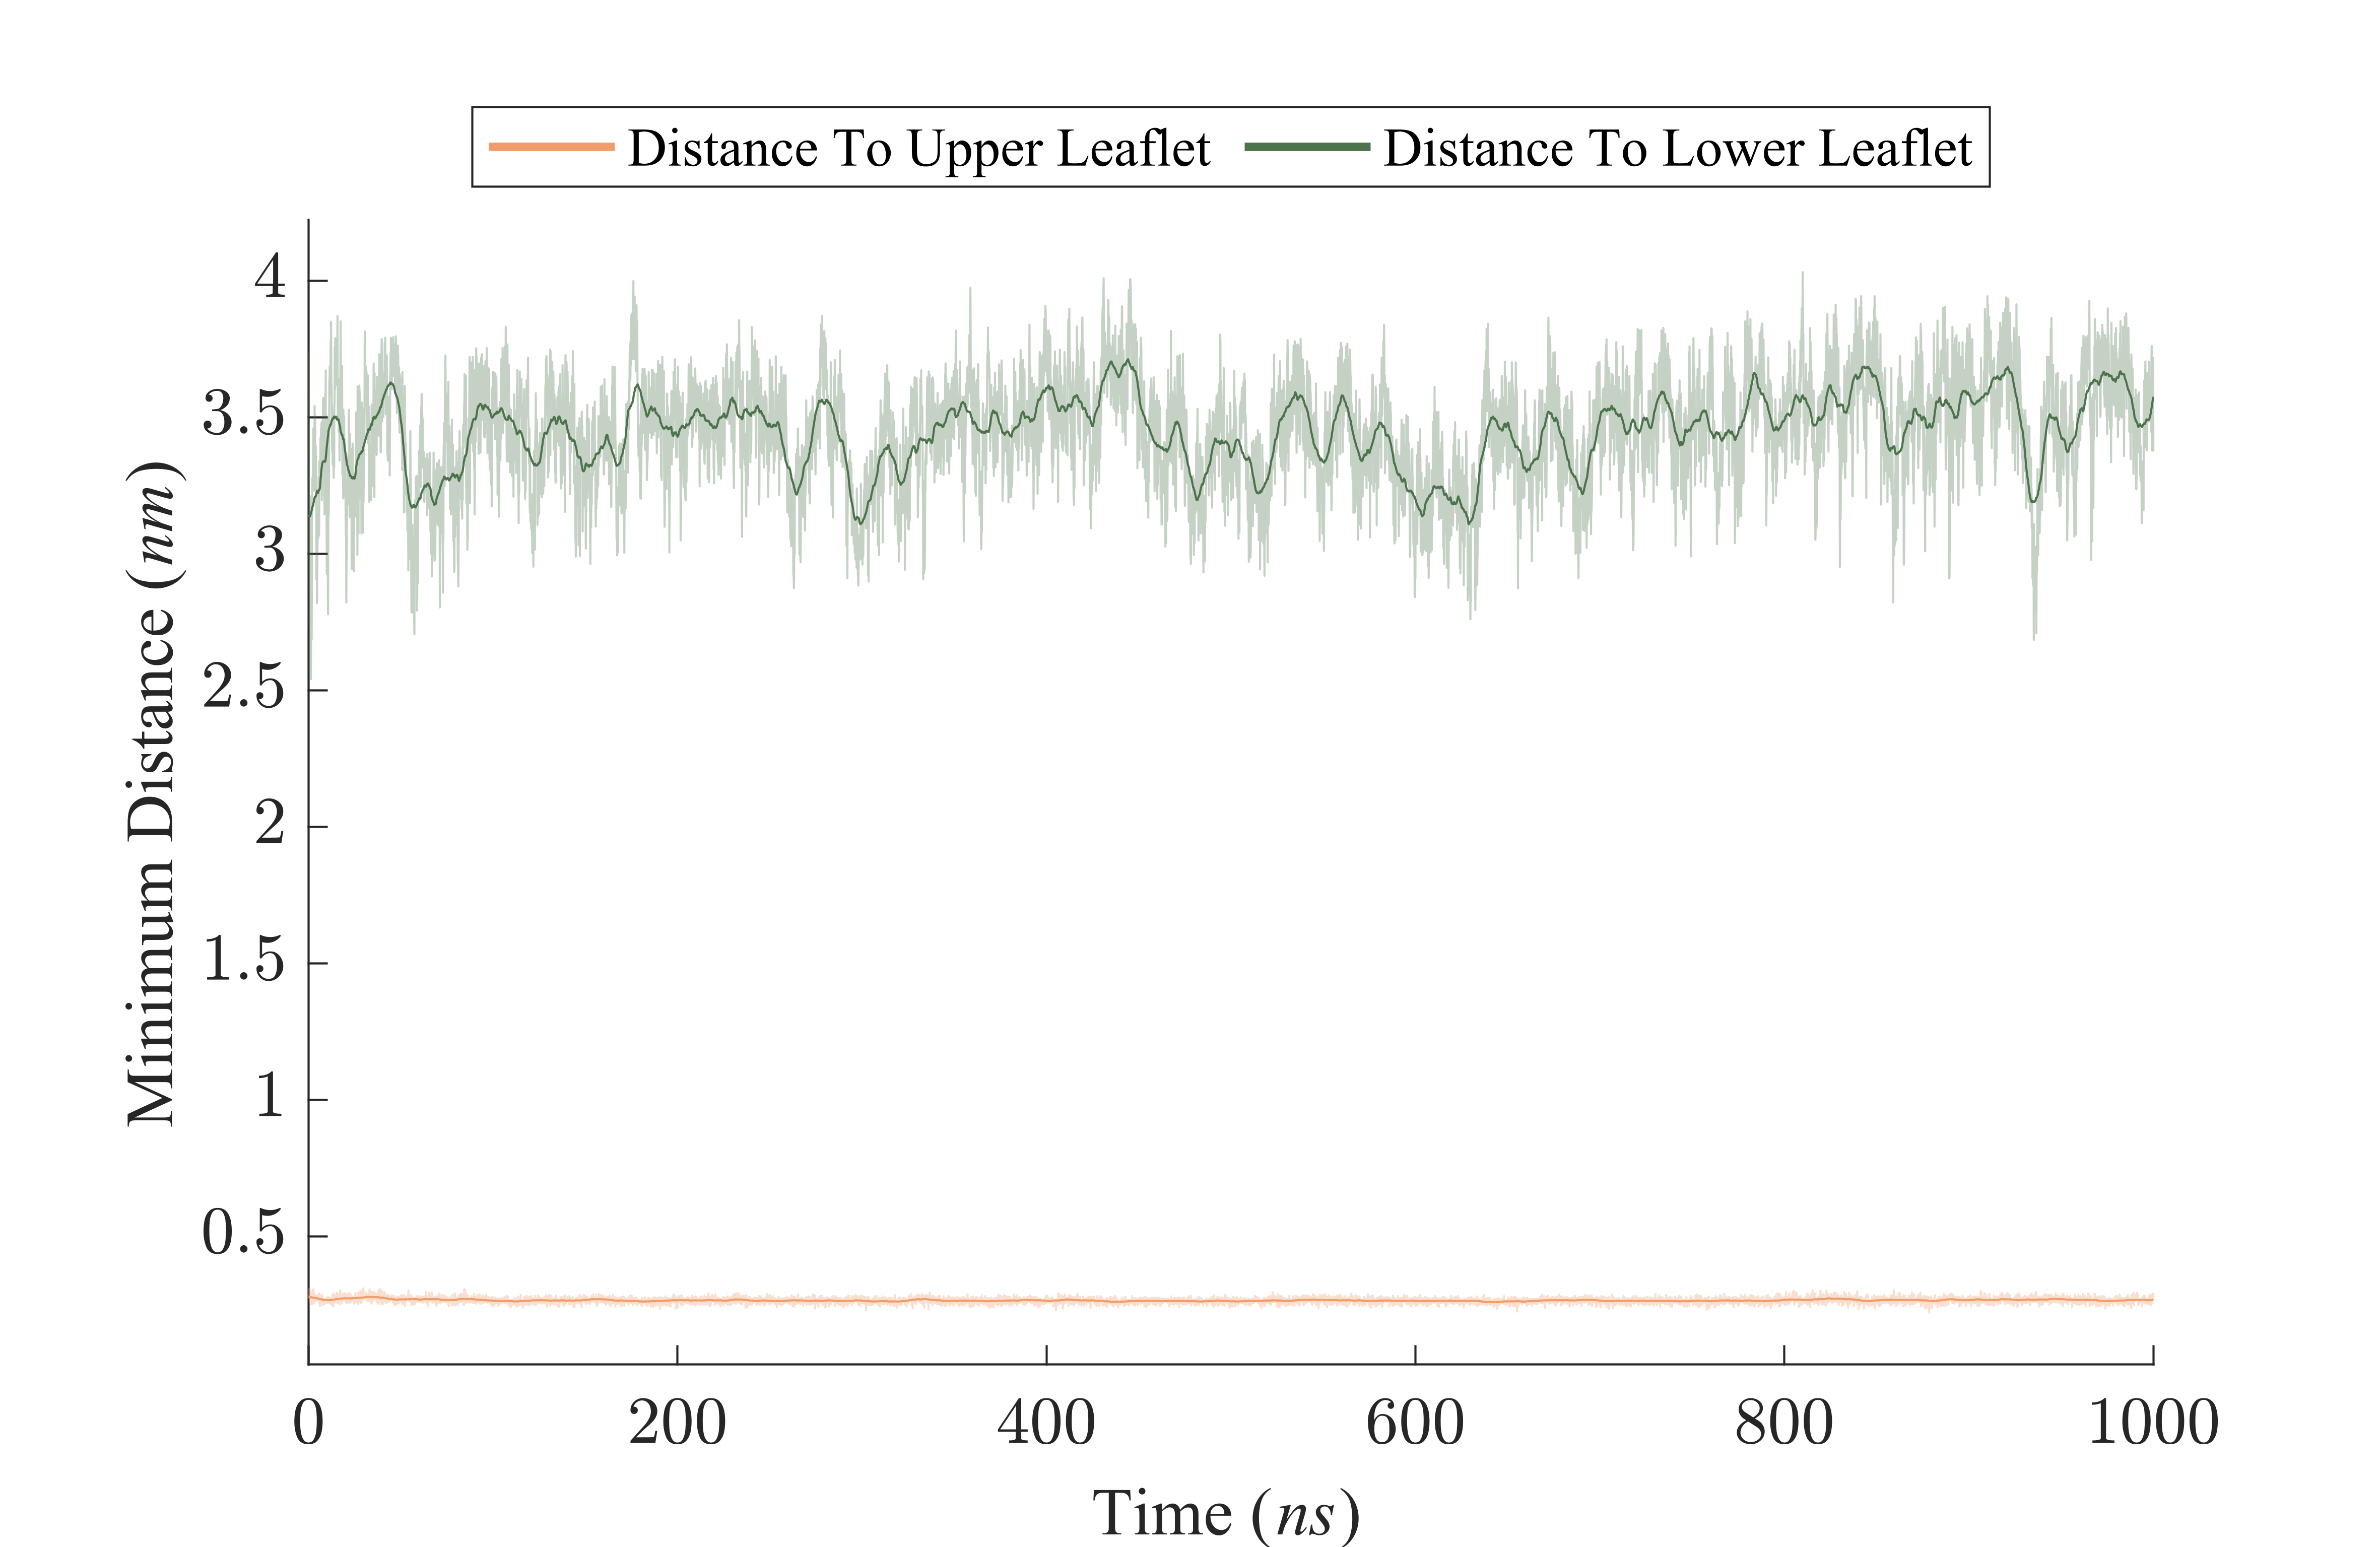 Distance To Upper Leaflet Distance To Lower Leaflet
4
3.5
3
2.5
2
1.5
1
0.5
Minimum Distance (nm)
0 200 400 600 800 1000
Time (ns)